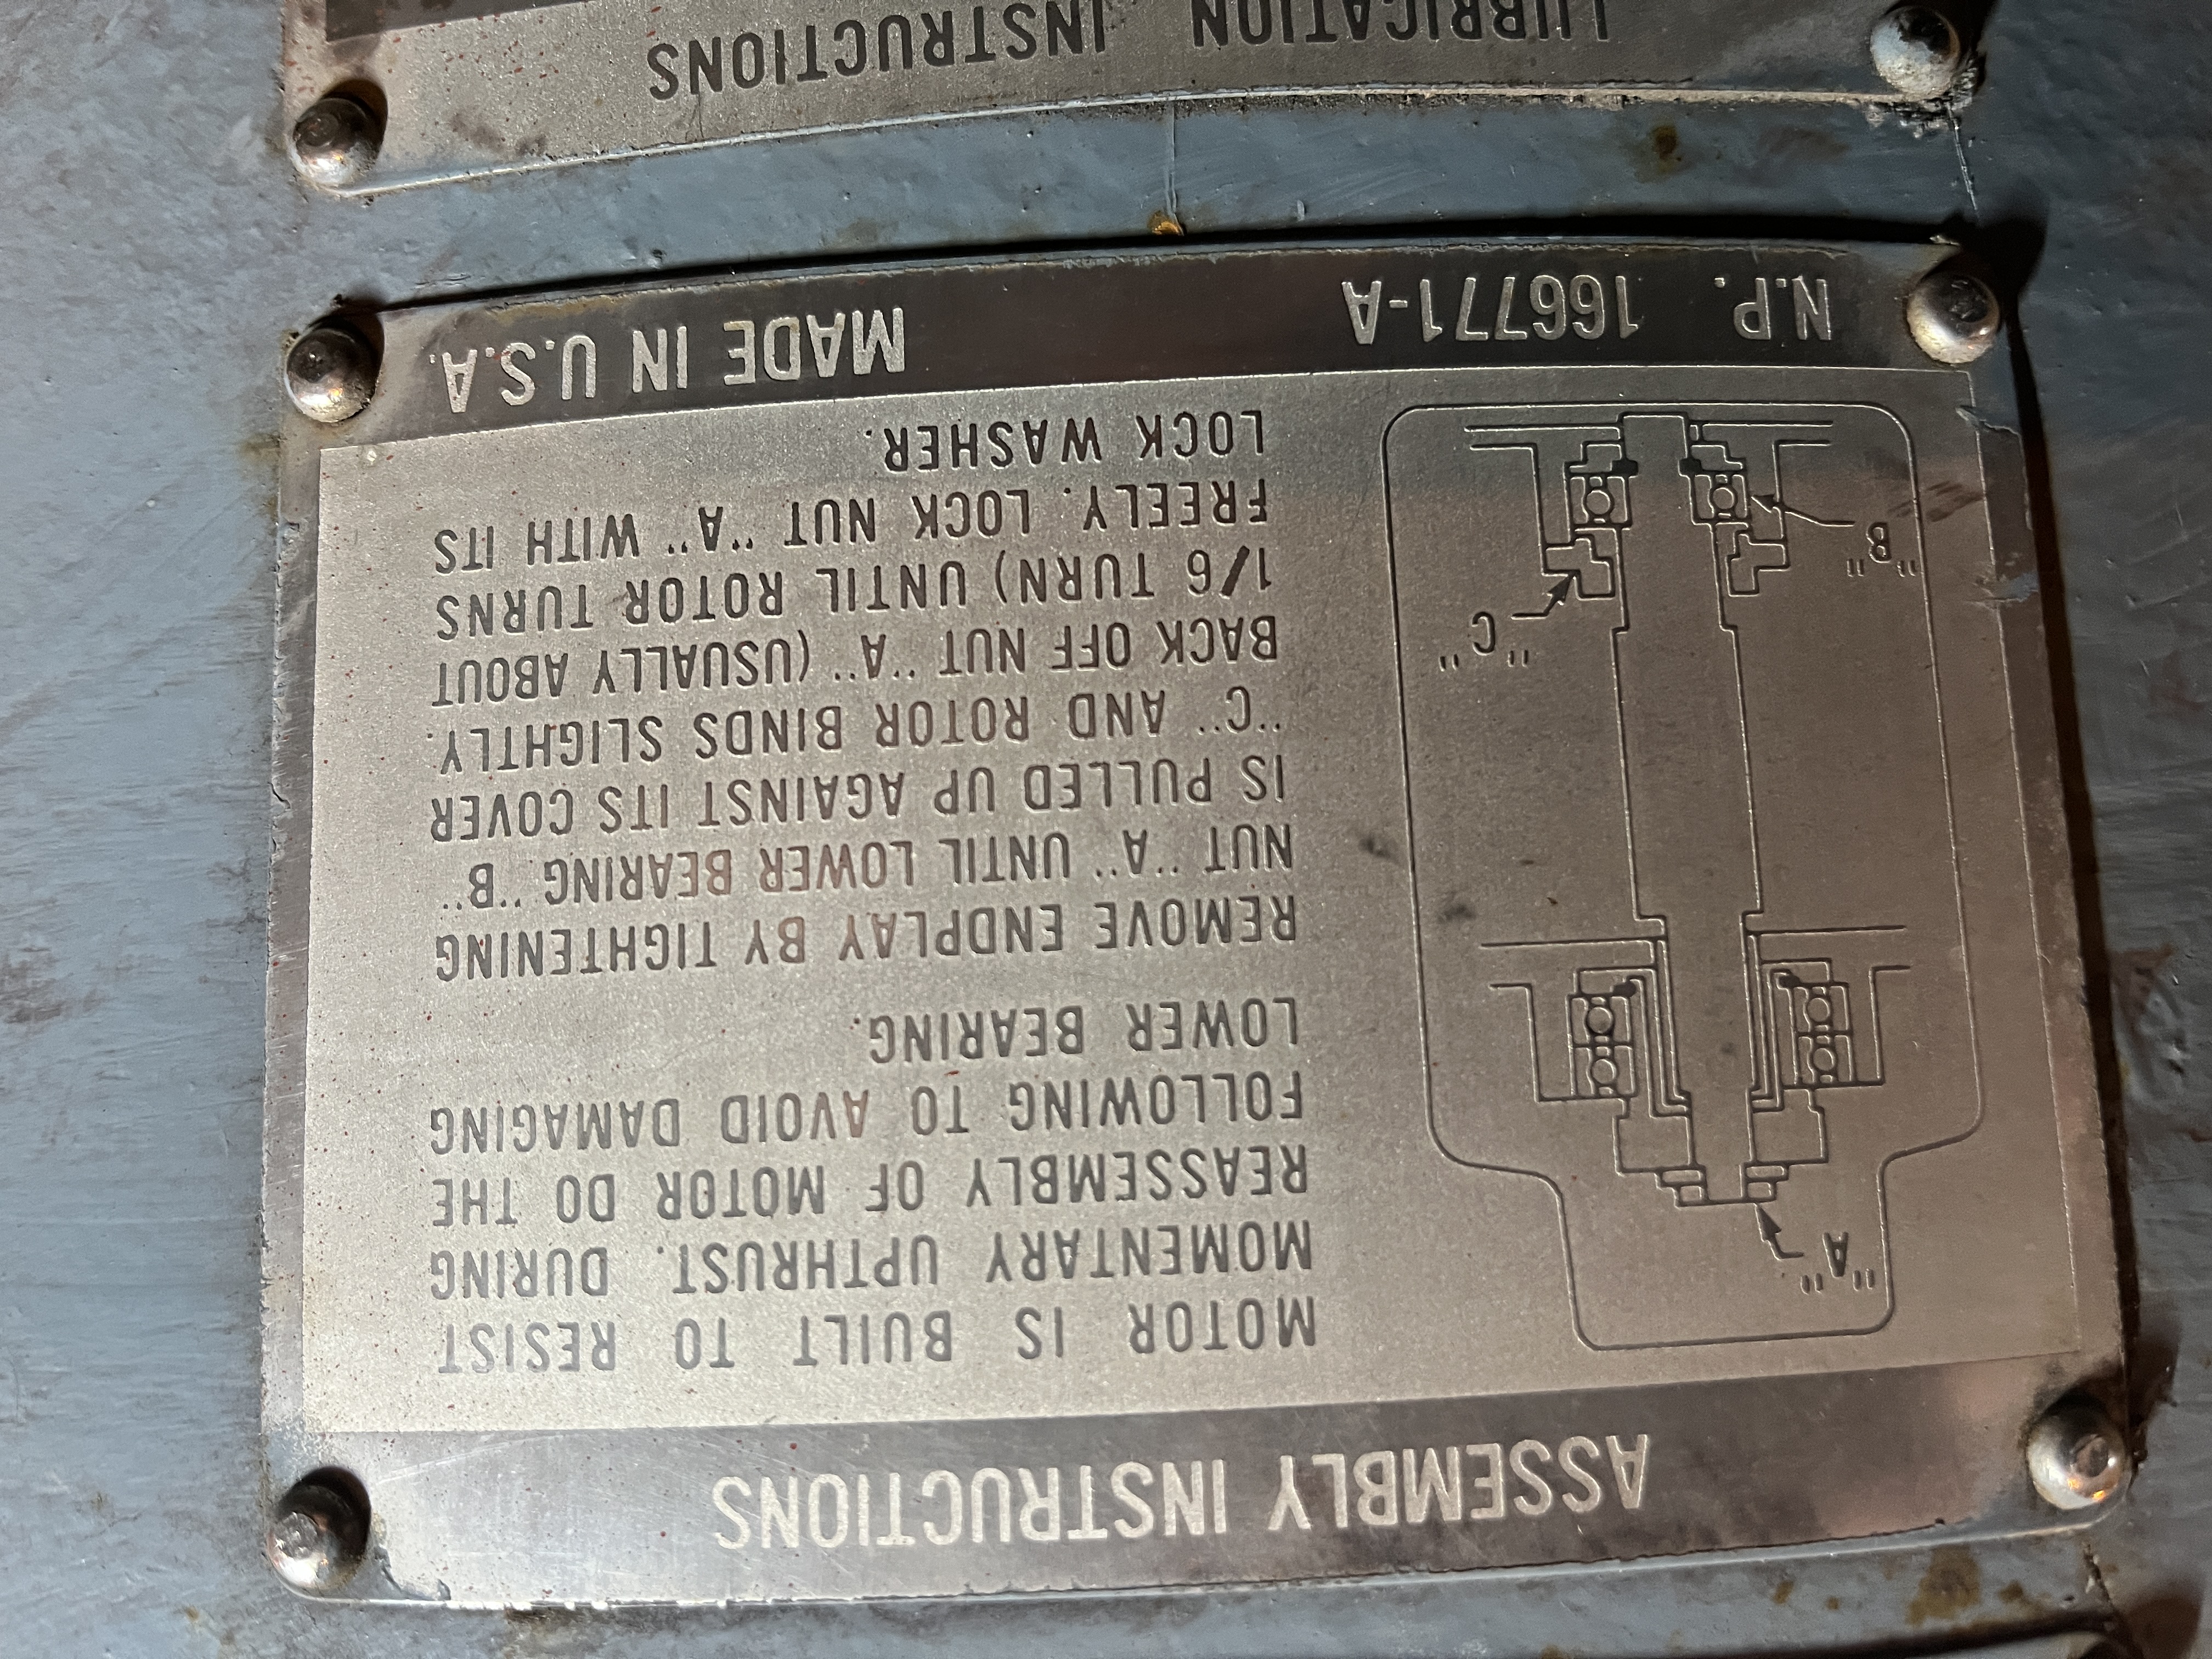 ASSEMBLY INSTRUCTIONS
"A"
"C"
"B"
MOTOR IS BUILT TO RESIST
MOMENTARY UPTHRUST. DURING
REASSEMBLY OF MOTOR DO THE
FOLLOWING TO AVOID DAMAGING
LOWER BEARING.
REMOVE ENDPLAY BY TIGHTENING
NUT "A" UNTIL LOWER BEARING "B"
IS PULLED UP AGAINST ITS COVER
"C" AND ROTOR BINDS SLIGHTLY.
BACK OFF NUT "A" (USUALLY ABOUT
1/6 TURN) UNTIL ROTOR TURNS
FREELY. LOCK NUT "A" WITH ITS
LOCK WASHER.
N.P. 166771-A MADE IN U.S.A.
LUBRICATION INSTRUCTIONS